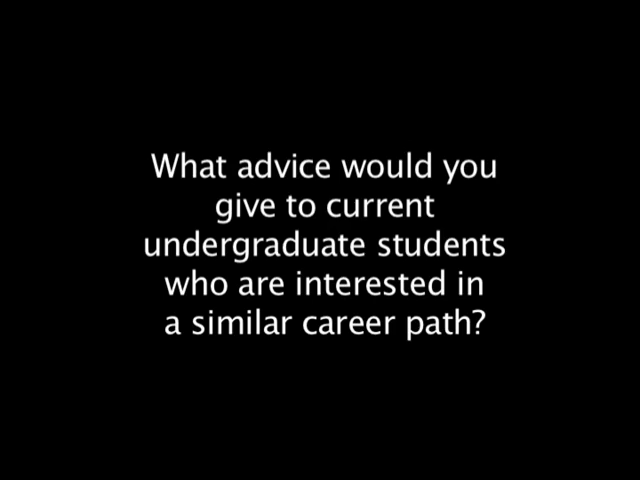 What advice would you
give to current
undergraduate students
who are interested in
a similar career path?